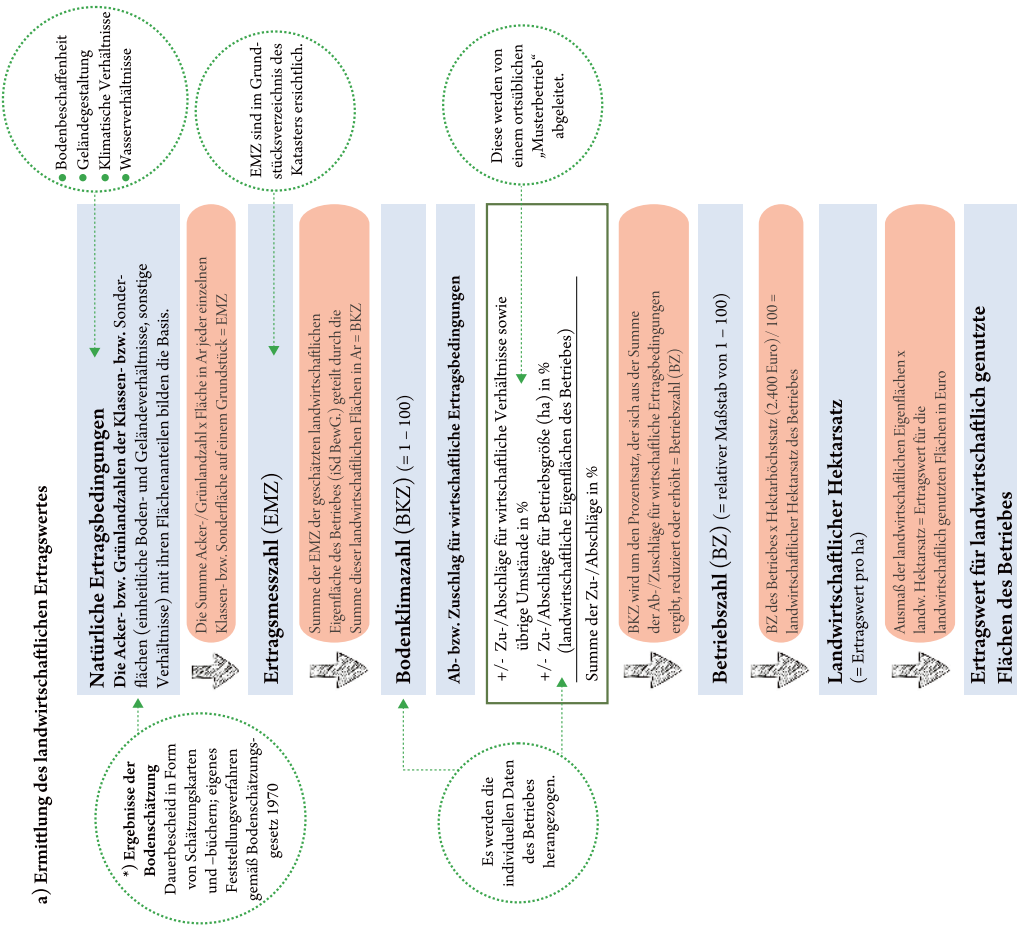 a) Ermittlung des landwirtschaftlichen Ertragswertes
● Bodenbeschaffenheit
● Geländegestaltung
● Klimatische Verhältnisse
● Wasserverhältnisse
Natürliche Ertragsbedingungen
Die Acker- bzw. Grünlandzahlen der Klassen- bzw. Sonder-
flächen (einheitliche Boden- und Geländeverhältnisse, sonstige
Verhältnisse) mit ihren Flächenanteilen bilden die Basis.
*) Ergebnisse der
Bodenschätzung
Dauerbescheid in Form
von Schätzungskarten
und –büchern; eigenes
Feststellungsverfahren
gemäß Bodenschätzungs-
gesetz 1970
Die Summe Acker-/Grünlandzahl x Fläche in Ar jeder einzelnen
Klassen- bzw. Sonderfläche auf einem Grundstück = EMZ
Ertragsmesszahl (EMZ)
EMZ sind im Grund-
stücksverzeichnis des
Katasters ersichtlich.
Summe der EMZ der geschätzten landwirtschaftlichen
Eigenfläche des Betriebes (iSd BewG.) geteilt durch die
Summe dieser landwirtschaftlichen Flächen in Ar = BKZ
Bodenklimazahl (BKZ) (= 1 – 100)
Ab- bzw. Zuschlag für wirtschaftliche Ertragsbedingungen
+/- Zu-/Abschläge für wirtschaftliche Verhältnisse sowie
übrige Umstände in %
+/- Zu-/Abschläge für Betriebsgröße (ha) in %
(landwirtschaftliche Eigenflächen des Betriebes)
Summe der Zu-/Abschläge in %
Diese werden von
einem ortsüblichen
„Musterbetrieb“
abgeleitet.
Es werden die
individuellen Daten
des Betriebes
herangezogen.
BKZ wird um den Prozentsatz, der sich aus der Summe
der Ab-/Zuschläge für wirtschaftliche Ertragsbedingungen
ergibt, reduziert oder erhöht = Betriebszahl (BZ)
Betriebszahl (BZ) (= relativer Maßstab von 1 – 100)
BZ des Betriebes x Hektarhöchstsatz (2.400 Euro)/ 100 =
landwirtschaftlicher Hektarsatz des Betriebes
Landwirtschaftlicher Hektarsatz
(= Ertragswert pro ha)
Ausmaß der landwirtschaftlichen Eigenflächen x
landw. Hektarsatz = Ertragswert für die
landwirtschaftlich genutzten Flächen in Euro
Ertragswert für landwirtschaftlich genutzte
Flächen des Betriebes